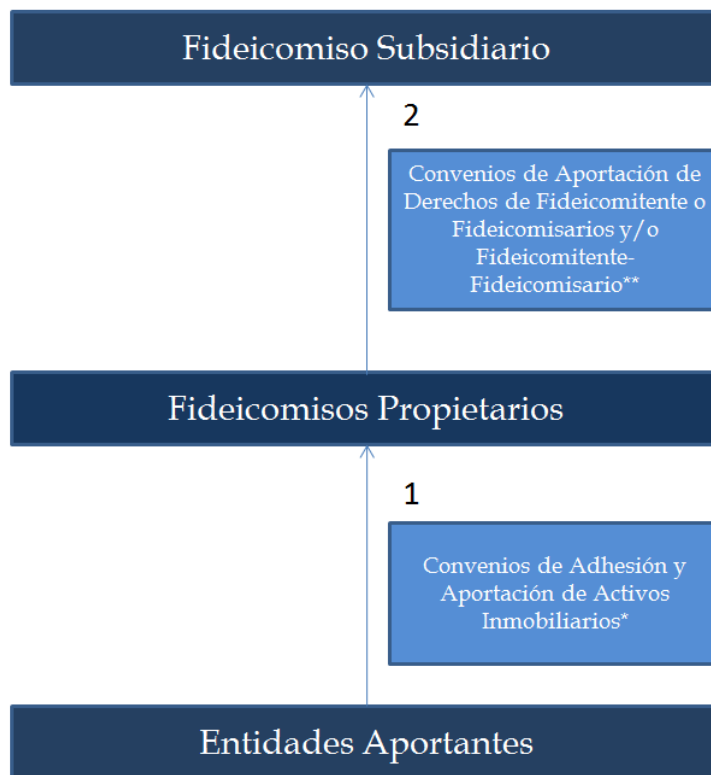 Fideicomiso Subsidiario
2
Convenios de Aportación de
Derechos de Fideicomitente o
Fideicomisarios y/o
Fideicomitente-
Fideicomisario**
Fideicomisos Propietarios
1
Convenios de Adhesión y
Aportación de Activos
Inmobiliarios*
Entidades Aportantes